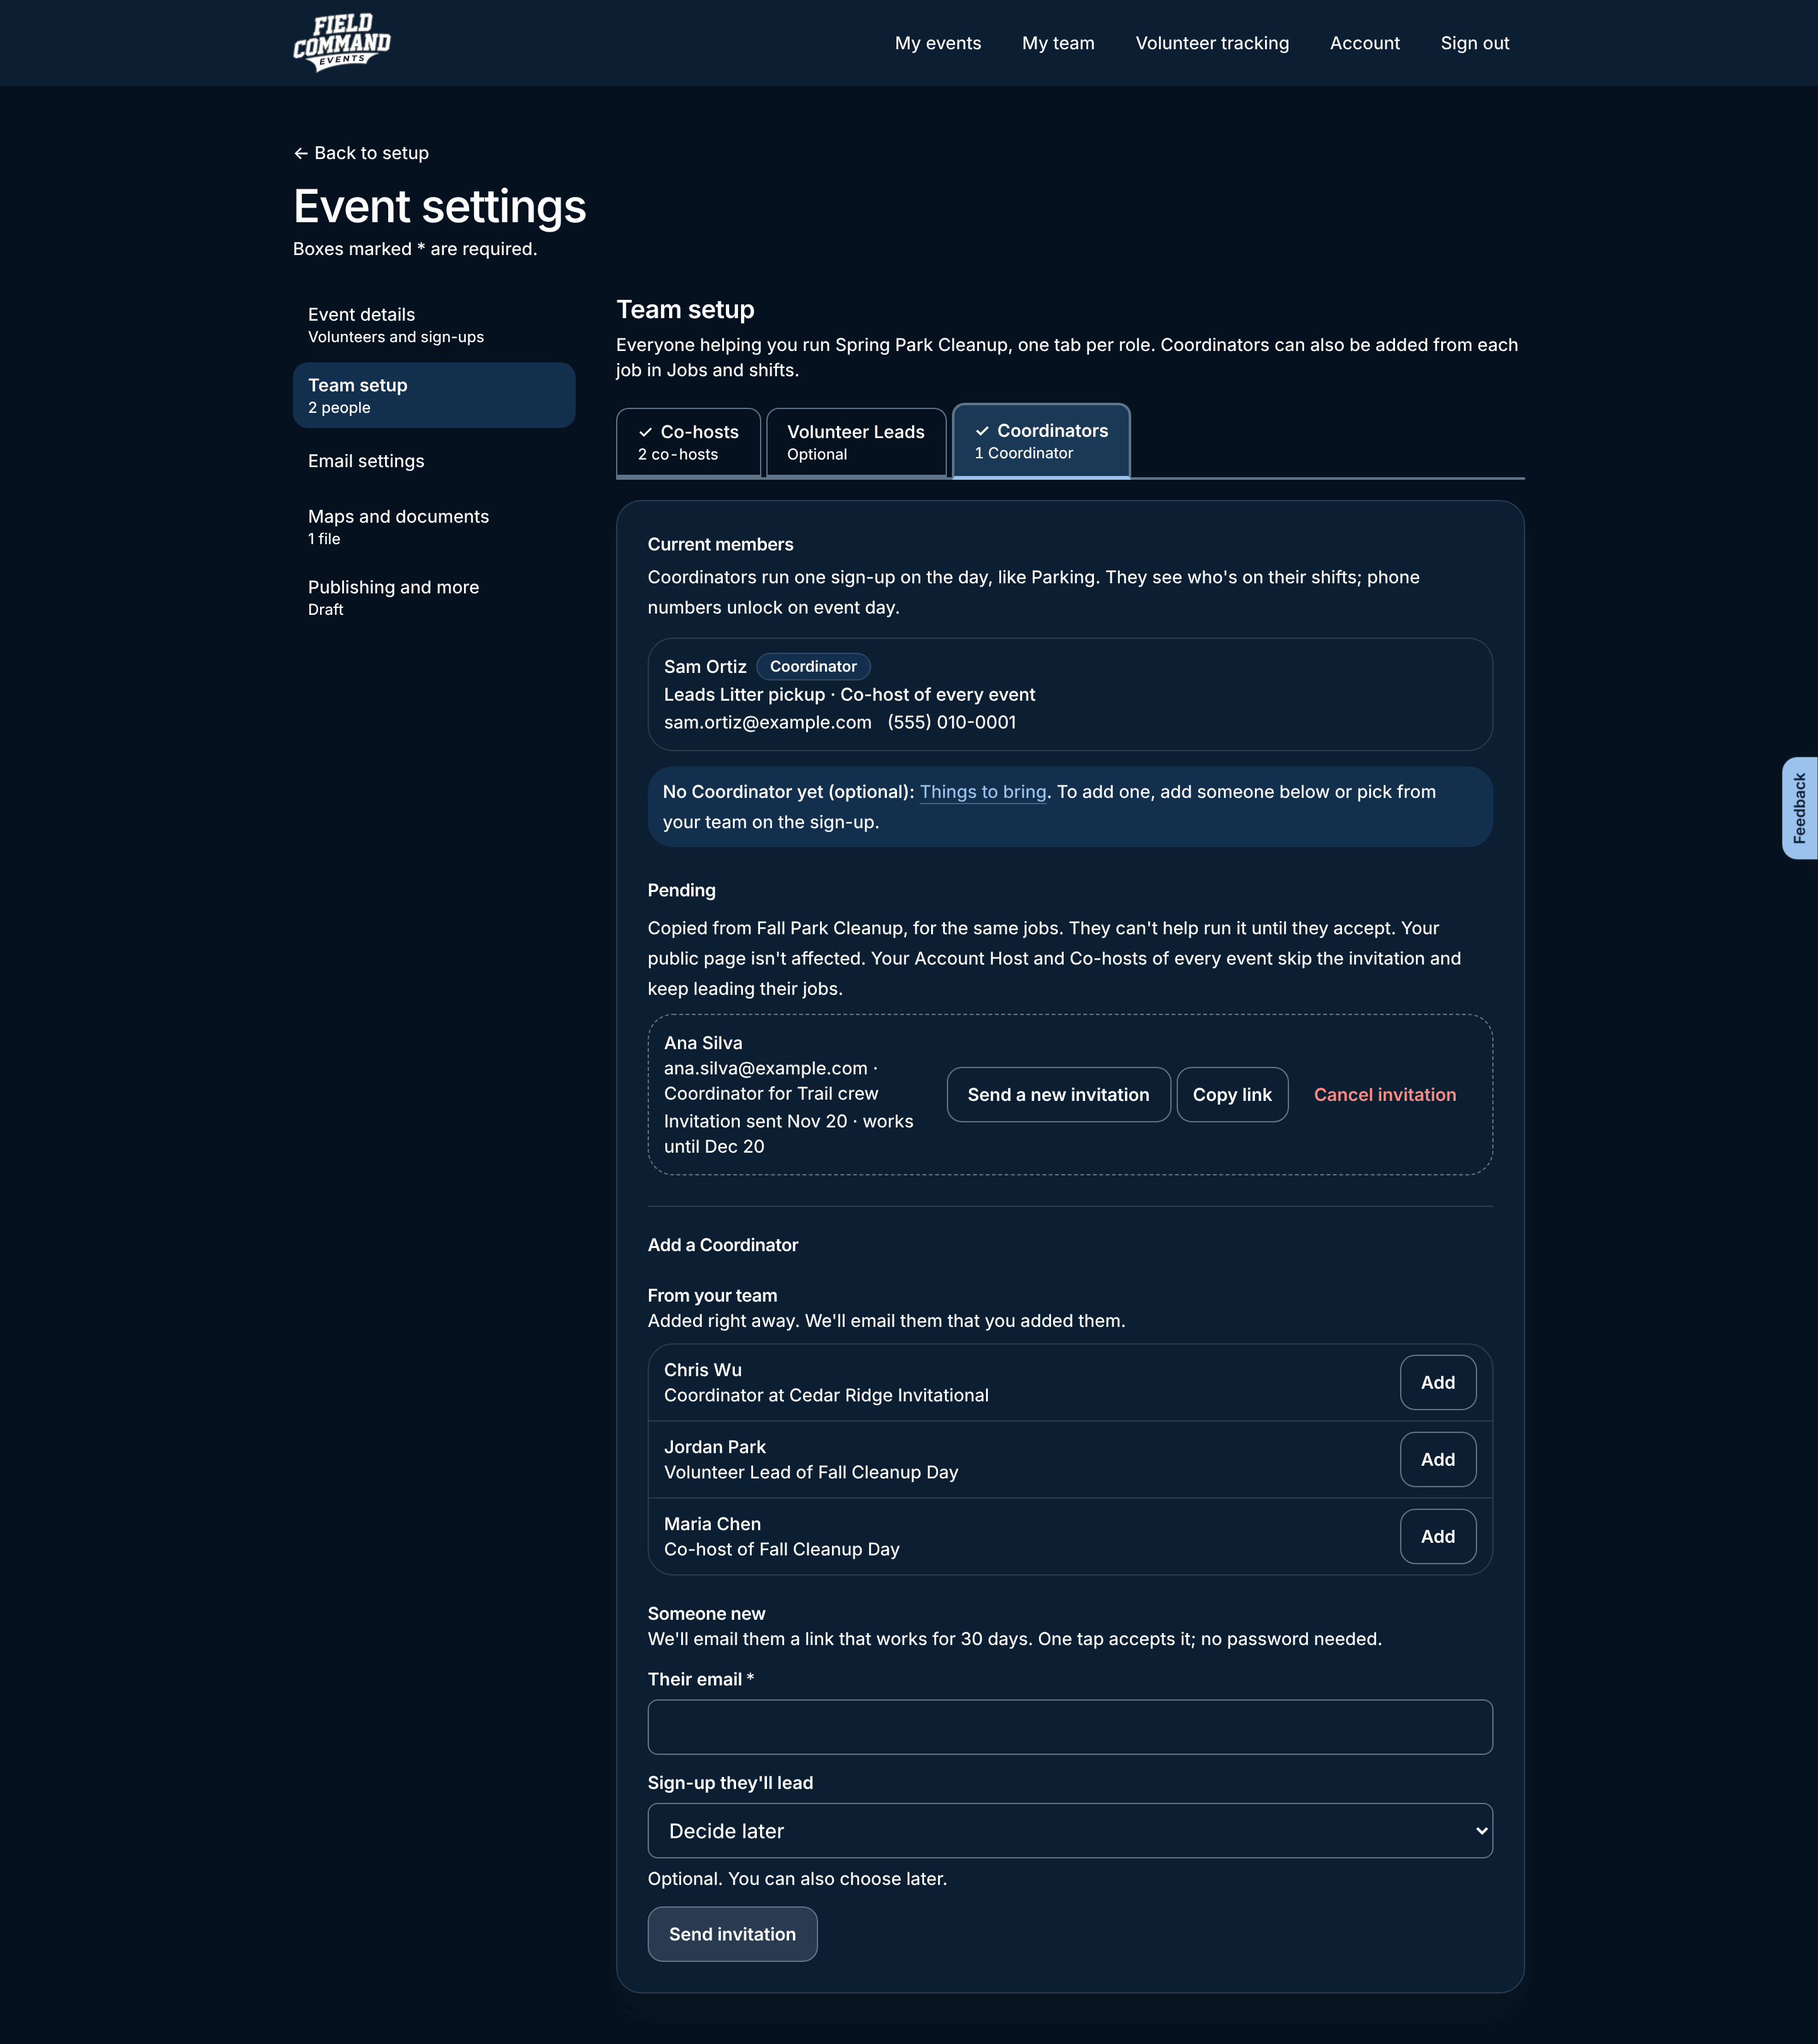 FIELD
COMMAND
EVENTS
My events
My team
Volunteer tracking
Account
Sign out
← Back to setup
Event settings
Boxes marked * are required.
Event details
Volunteers and sign-ups
Team setup
2 people
Email settings
Maps and documents
1 file
Publishing and more
Draft
Team setup
Everyone helping you run Spring Park Cleanup, one tab per role. Coordinators can also be added from each
job in Jobs and shifts.
✓ Co-hosts
2 co-hosts
Volunteer Leads
Optional
✓ Coordinators
1 Coordinator
Current members
Coordinators run one sign-up on the day, like Parking. They see who's on their shifts; phone
numbers unlock on event day.
Sam Ortiz Coordinator
Leads Litter pickup · Co-host of every event
sam.ortiz@example.com (555) 010-0001
No Coordinator yet (optional): Things to bring. To add one, add someone below or pick from
your team on the sign-up.
Feedback
Pending
Copied from Fall Park Cleanup, for the same jobs. They can't help run it until they accept. Your
public page isn't affected. Your Account Host and Co-hosts of every event skip the invitation and
keep leading their jobs.
Ana Silva
ana.silva@example.com ·
Coordinator for Trail crew
Invitation sent Nov 20 · works
until Dec 20
Send a new invitation
Copy link
Cancel invitation
Add a Coordinator
From your team
Added right away. We'll email them that you added them.
Chris Wu
Coordinator at Cedar Ridge Invitational
Add
Jordan Park
Volunteer Lead of Fall Cleanup Day
Add
Maria Chen
Co-host of Fall Cleanup Day
Add
Someone new
We'll email them a link that works for 30 days. One tap accepts it; no password needed.
Their email *
Sign-up they'll lead
Decide later
Optional. You can also choose later.
Send invitation